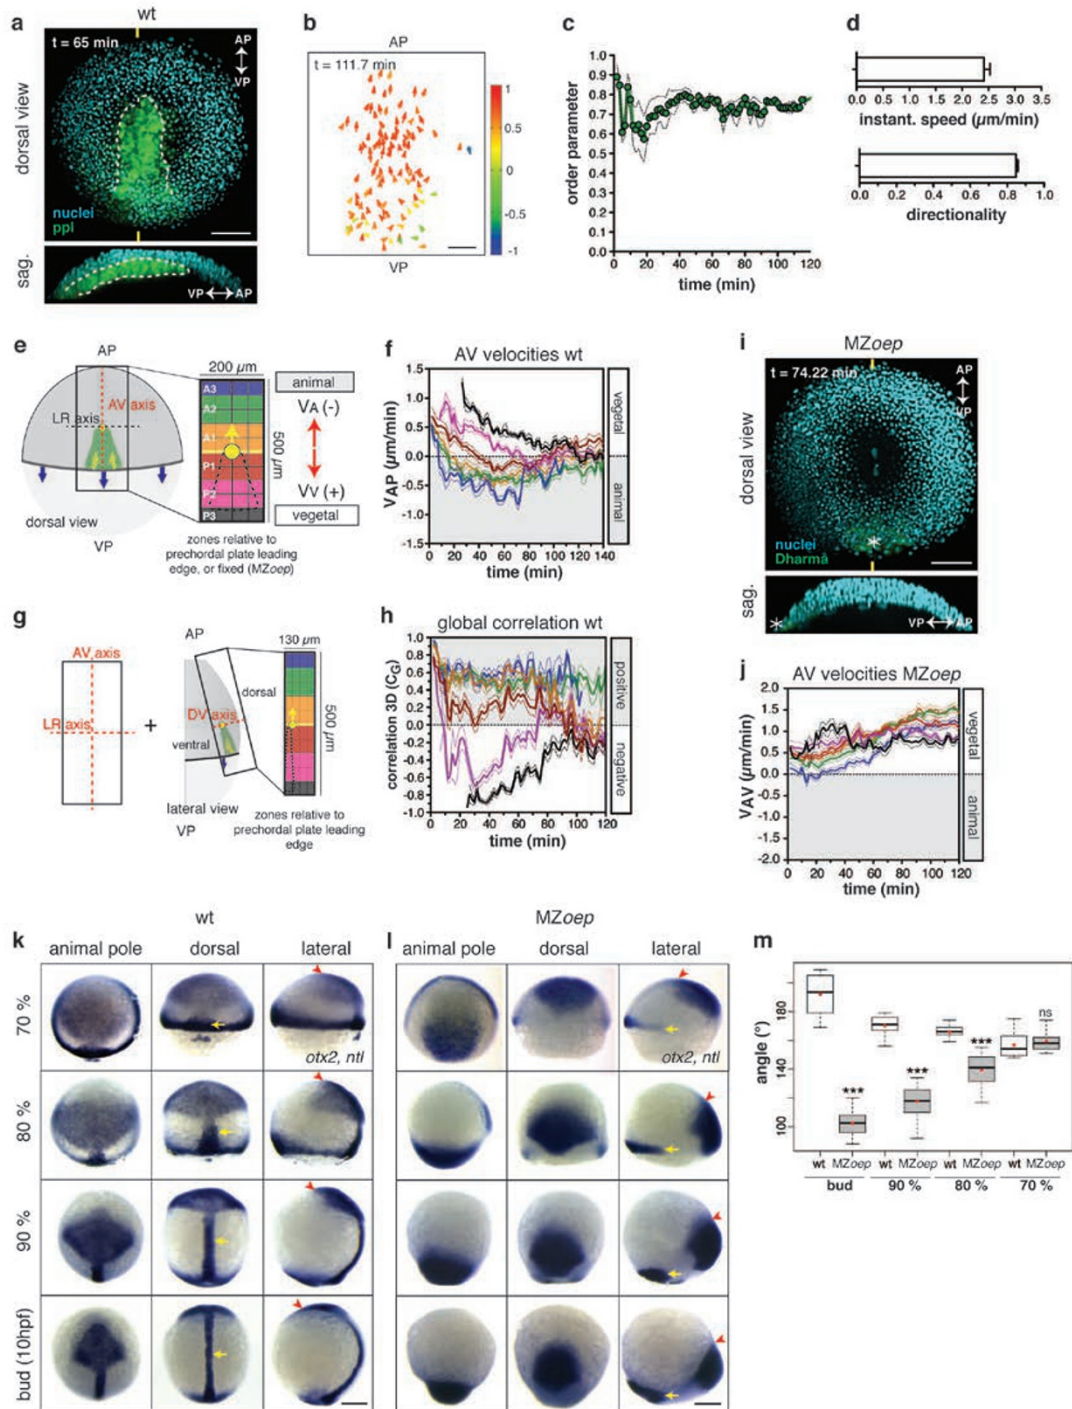 a
wt
t = 65 min
AP
VP
dorsal view
nuclei
ppl
sag.
VP AP
b
AP
t = 111.7 min
1
0.5
0
-0.5
-1
VP
c
order parameter
1.0
0.9
0.8
0.7
0.6
0.5
0.4
0.3
0.2
0.1
0.0
0 20 40 60 80 100 120
time (min)
d
0.0 0.5 1.0 1.5 2.0 2.5 3.0 3.5
instant. speed (µm/min)
0.0 0.2 0.4 0.6 0.8 1.0
directionality
e
AP
LR axis
AV axis
dorsal view
VP
200 µm
A3
A2
A1
P1
P2
P3
500 µm
animal
VA (-)
VV (+)
vegetal
zones relative to
prechordal plate leading
edge, or fixed (MZoep)
f
AV velocities wt
VAP (µm/min)
1.5
1.0
0.5
0.0
-0.5
-1.0
-1.5
0 20 40 60 80 100 120 140
time (min)
vegetal
animal
g
AV axis
LR axis
+
AP
dorsal
DV axis
ventral
lateral view
VP
130 µm
500 µm
zones relative to
prechordal plate leading
edge
h
global correlation wt
correlation 3D (CG)
1.0
0.8
0.6
0.4
0.2
0.0
-0.2
-0.4
-0.6
-0.8
-1.0
0 20 40 60 80 100 120
time (min)
positive
negative
i
MZoep
t = 74.22 min
AP
VP
dorsal view
nuclei
Dharma
*
sag.
*
VP AP
j
AV velocities MZoep
VAV (µm/min)
2.0
1.5
1.0
0.5
0.0
-0.5
-1.0
-1.5
-2.0
0 20 40 60 80 100 120
time (min)
vegetal
animal
k
wt
animal pole dorsal lateral
70 %
otx2, ntl
80 %
90 %
bud (10hpf)
l
MZoep
animal pole dorsal lateral
otx2, ntl
m
angle (°)
180
140
100
***
***
***
ns
wt MZoep wt MZoep wt MZoep wt MZoep
bud 90 % 80 % 70 %